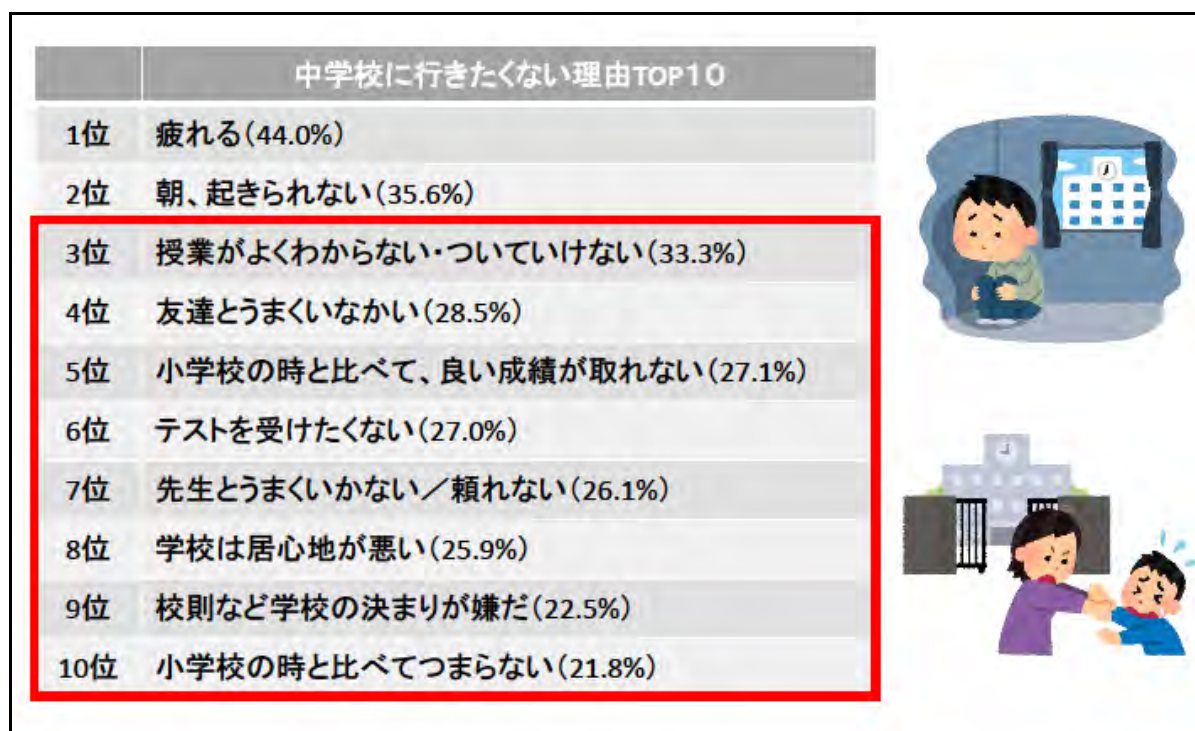 中学校に行きたくない理由TOP10
1位 疲れる(44.0%)
2位 朝、起きられない(35.6%)
3位 授業がよくわからない・ついていけない(33.3%)
4位 友達とうまくいなかい(28.5%)
5位 小学校の時と比べて、良い成績が取れない(27.1%)
6位 テストを受けたくない(27.0%)
7位 先生とうまくいかない／頼れない(26.1%)
8位 学校は居心地が悪い(25.9%)
9位 校則など学校の決まりが嫌だ(22.5%)
10位 小学校の時と比べてつまらない(21.8%)